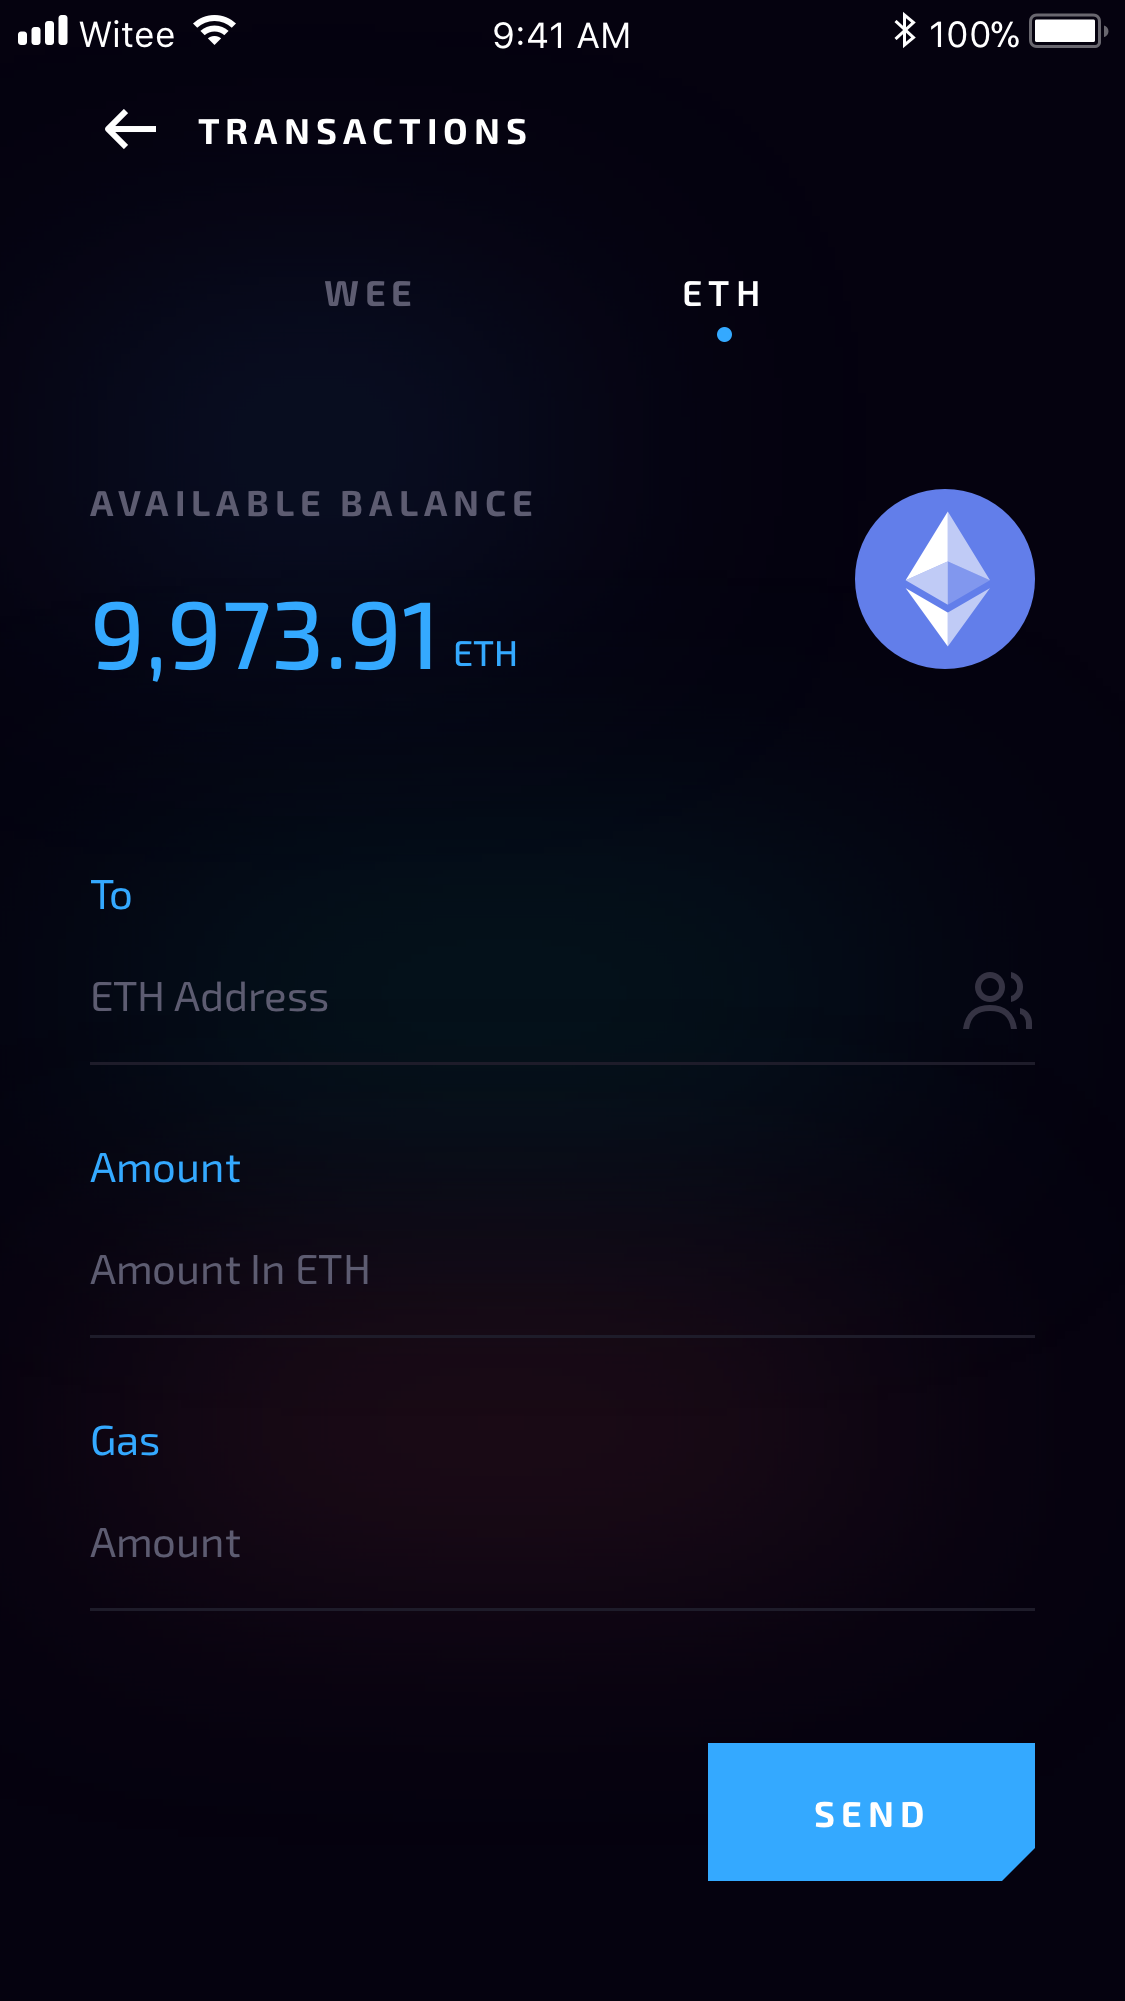 Witee 9:41 AM 100%
TRANSACTIONS
WEE ETH
AVAILABLE BALANCE
9,973.91 ETH
To
ETH Address
Amount
Amount In ETH
Gas
Amount
SEND